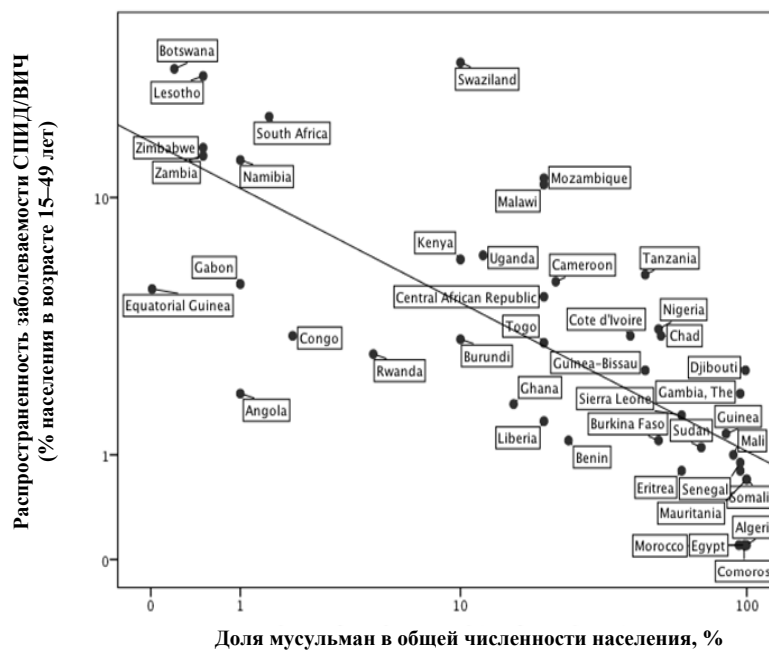 Распространенность заболеваемости СПИД/ВИЧ
(% населения в возрасте 15–49 лет)
Botswana
Lesotho
Swaziland
South Africa
Zimbabwe
Zambia
Namibia
10
Mozambique
Malawi
Kenya
Uganda
Tanzania
Gabon
Cameroon
Equatorial Guinea
Central African Republic
Nigeria
Congo
Togo
Cote d'Ivoire
Chad
Rwanda
Burundi
Guinea-Bissau
Djibouti
Angola
Ghana
Sierra Leone
Gambia, The
Liberia
Burkina Faso
Sudan
Guinea
Mali
1
Benin
Eritrea
Senegal
Somali
Mauritania
Algeri
Morocco
Egypt
0
Comoros
0 1 10 100
Доля мусульман в общей численности населения, %